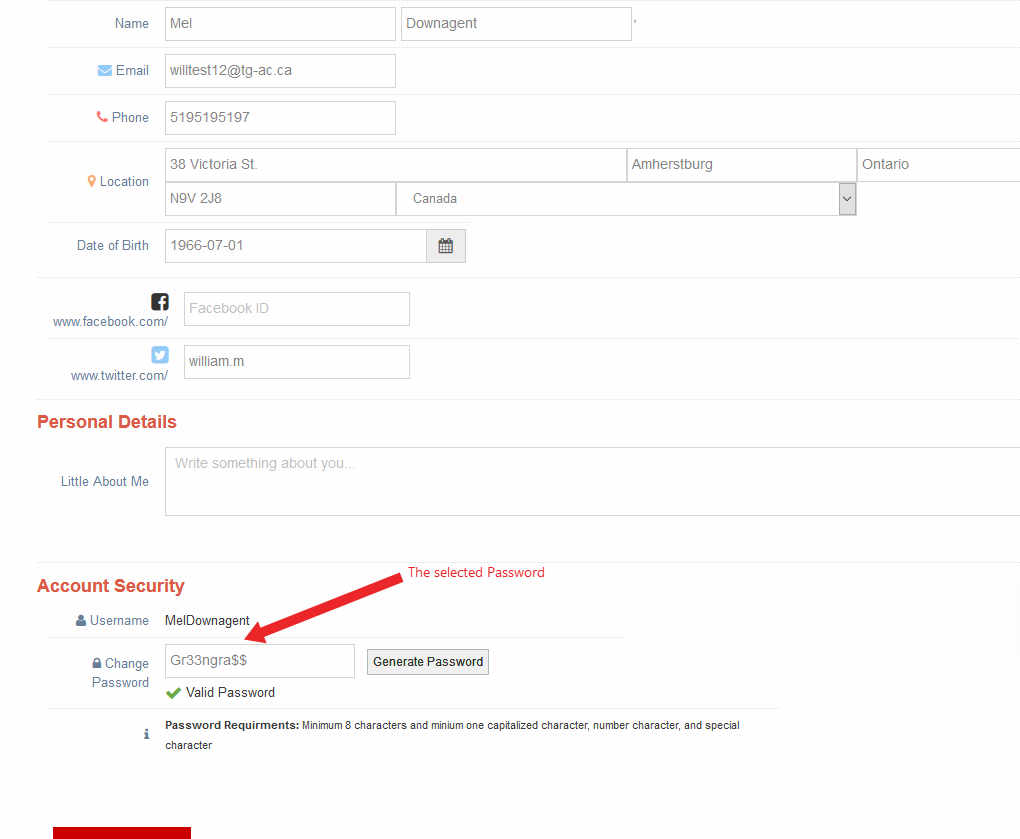 Name Mel Downagent
Email willtest12@tg-ac.ca
Phone 5195195197
Location 38 Victoria St. Amherstburg Ontario
N9V 2J8 Canada
Date of Birth 1966-07-01
www.facebook.com/ Facebook ID
www.twitter.com/ william.m
Personal Details
Little About Me Write something about you...
Account Security
The selected Password
Username MelDownagent
Change Password Gr33ngra$$ Generate Password
Valid Password
Password Requirments: Minimum 8 characters and minium one capitalized character, number character, and special
character